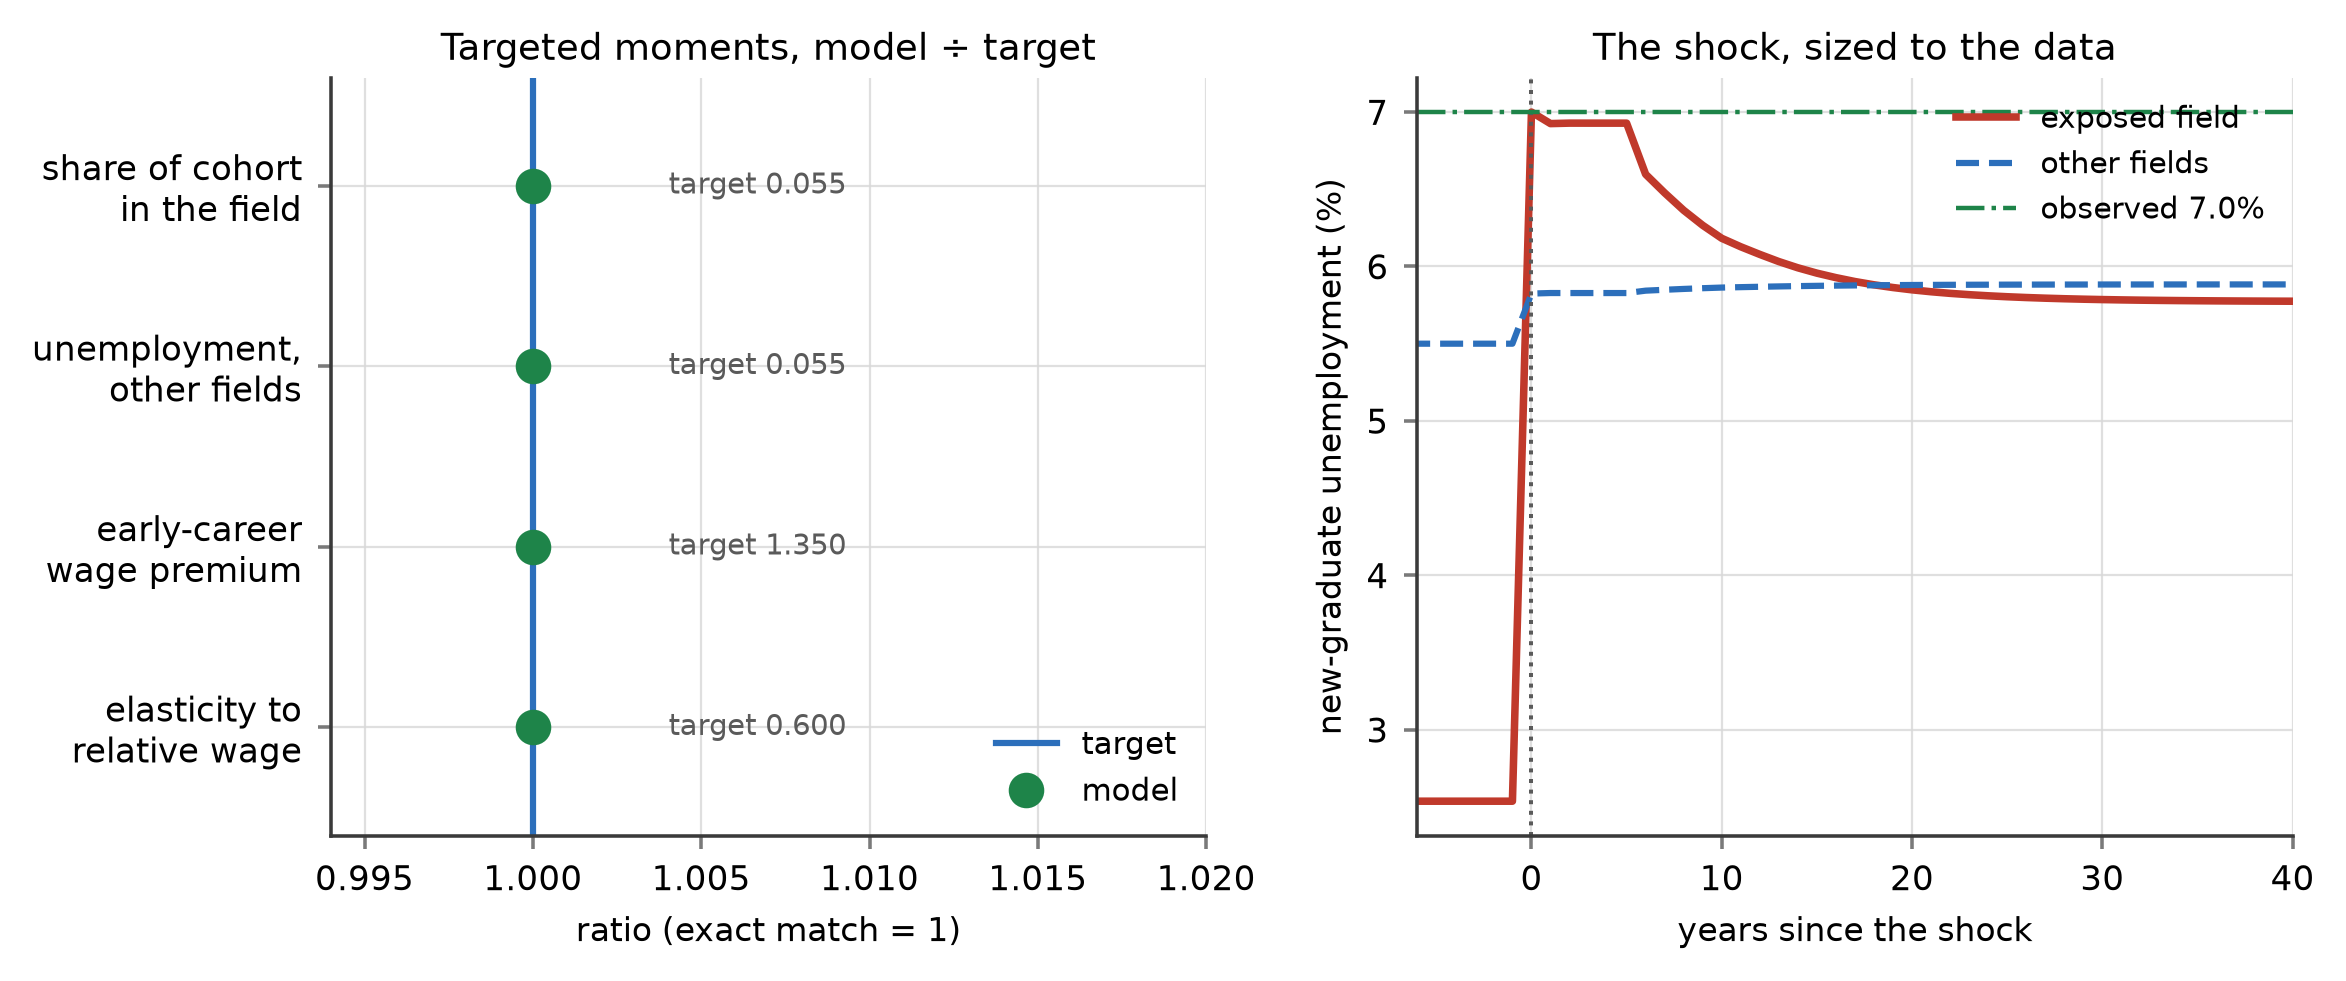 Targeted moments, model ÷ target
share of cohort
in the field
target 0.055
unemployment,
other fields
target 0.055
early-career
wage premium
target 1.350
elasticity to
relative wage
target 0.600
target
model
0.995 1.000 1.005 1.010 1.015 1.020
ratio (exact match = 1)
The shock, sized to the data
new-graduate unemployment (%)
7
6
5
4
3
exposed field
other fields
observed 7.0%
0 10 20 30 40
years since the shock